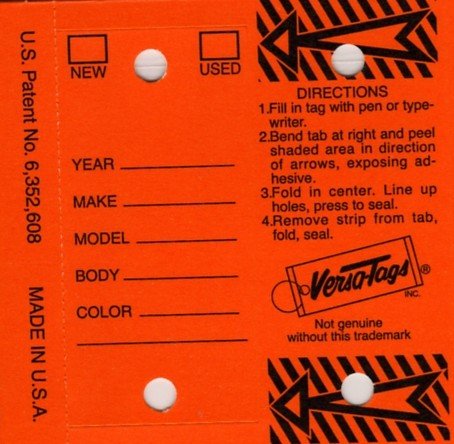 U.S. Patent No. 6,352,608
MADE IN U.S.A.
NEW
USED
YEAR
MAKE
MODEL
BODY
COLOR
DIRECTIONS
1.Fill in tag with pen or type-
writer.
2.Bend tab at right and peel
shaded area in direction
of arrows, exposing ad-
hesive.
3.Fold in center. Line up
holes, press to seal.
4.Remove strip from tab,
fold, seal.
Versa-Tags ®
INC.
Not genuine
without this trademark